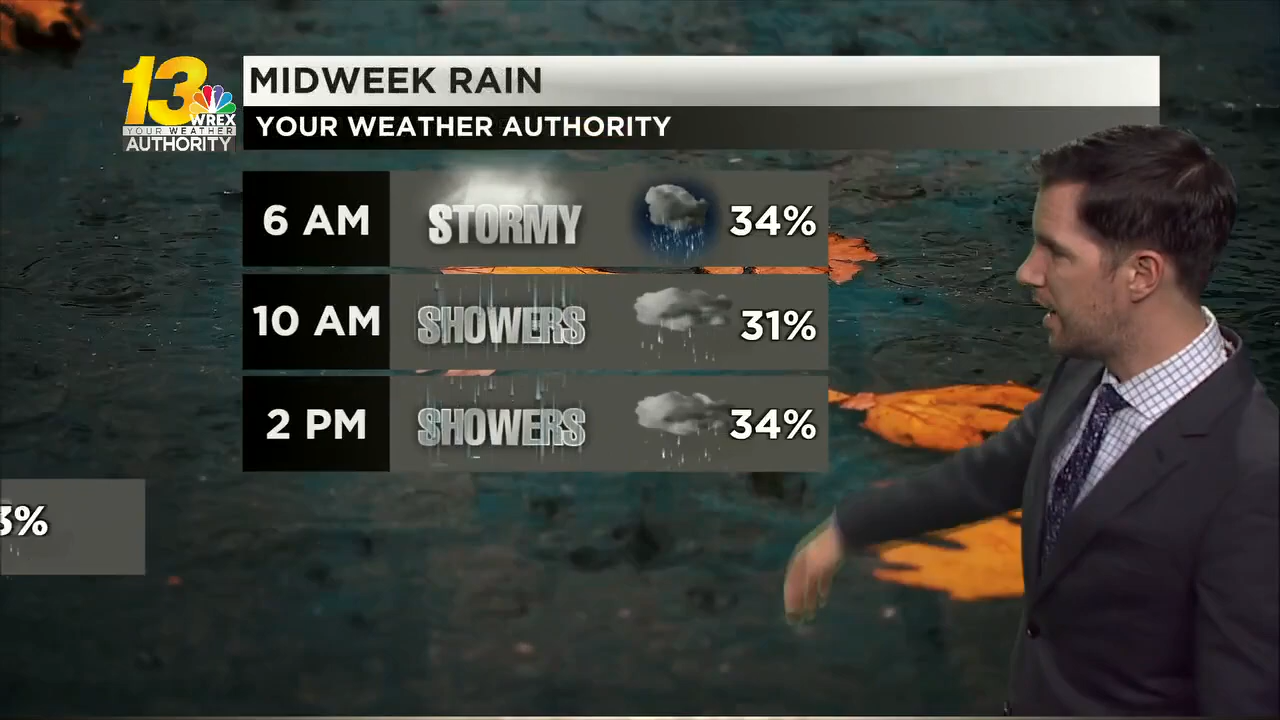 13
WREX
YOUR WEATHER
AUTHORITY
MIDWEEK RAIN
YOUR WEATHER AUTHORITY
6 AM STORMY 34%
10 AM SHOWERS 31%
2 PM SHOWERS 34%
3%